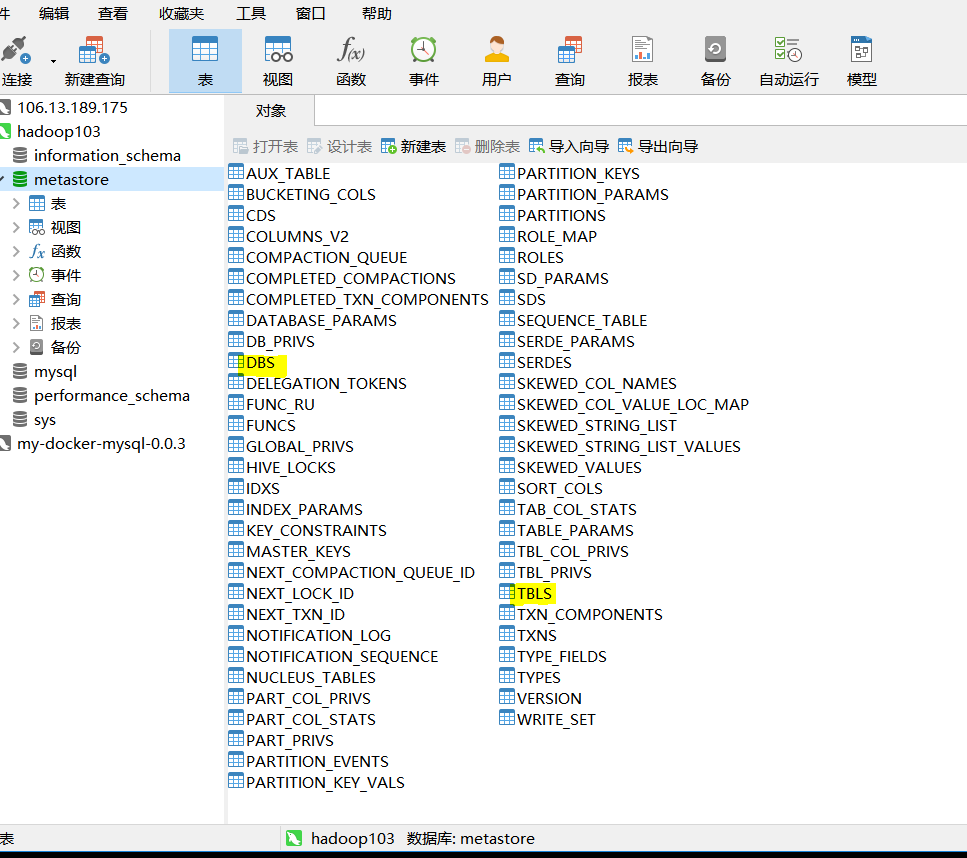 件 编辑 查看 收藏夹 工具 窗口 帮助
连接 新建查询 表 视图 函数 事件 用户 查询 报表 备份 自动运行 模型
106.13.189.175
hadoop103
information_schema
metastore
表
视图
函数
事件
查询
报表
备份
mysql
performance_schema
sys
my-docker-mysql-0.0.3
对象
打开表 设计表 新建表 删除表 导入向导 导出向导
AUX_TABLE
BUCKETING_COLS
CDS
COLUMNS_V2
COMPACTION_QUEUE
COMPLETED_COMPACTIONS
COMPLETED_TXN_COMPONENTS
DATABASE_PARAMS
DB_PRIVS
DBS
DELEGATION_TOKENS
FUNC_RU
FUNCS
GLOBAL_PRIVS
HIVE_LOCKS
IDXS
INDEX_PARAMS
KEY_CONSTRAINTS
MASTER_KEYS
NEXT_COMPACTION_QUEUE_ID
NEXT_LOCK_ID
NEXT_TXN_ID
NOTIFICATION_LOG
NOTIFICATION_SEQUENCE
NUCLEUS_TABLES
PART_COL_PRIVS
PART_COL_STATS
PART_PRIVS
PARTITION_EVENTS
PARTITION_KEY_VALS
PARTITION_KEYS
PARTITION_PARAMS
PARTITIONS
ROLE_MAP
ROLES
SD_PARAMS
SDS
SEQUENCE_TABLE
SERDE_PARAMS
SERDES
SKEWED_COL_NAMES
SKEWED_COL_VALUE_LOC_MAP
SKEWED_STRING_LIST
SKEWED_STRING_LIST_VALUES
SKEWED_VALUES
SORT_COLS
TAB_COL_STATS
TABLE_PARAMS
TBL_COL_PRIVS
TBL_PRIVS
TBLS
TXN_COMPONENTS
TXNS
TYPE_FIELDS
TYPES
VERSION
WRITE_SET
表 hadoop103 数据库: metastore